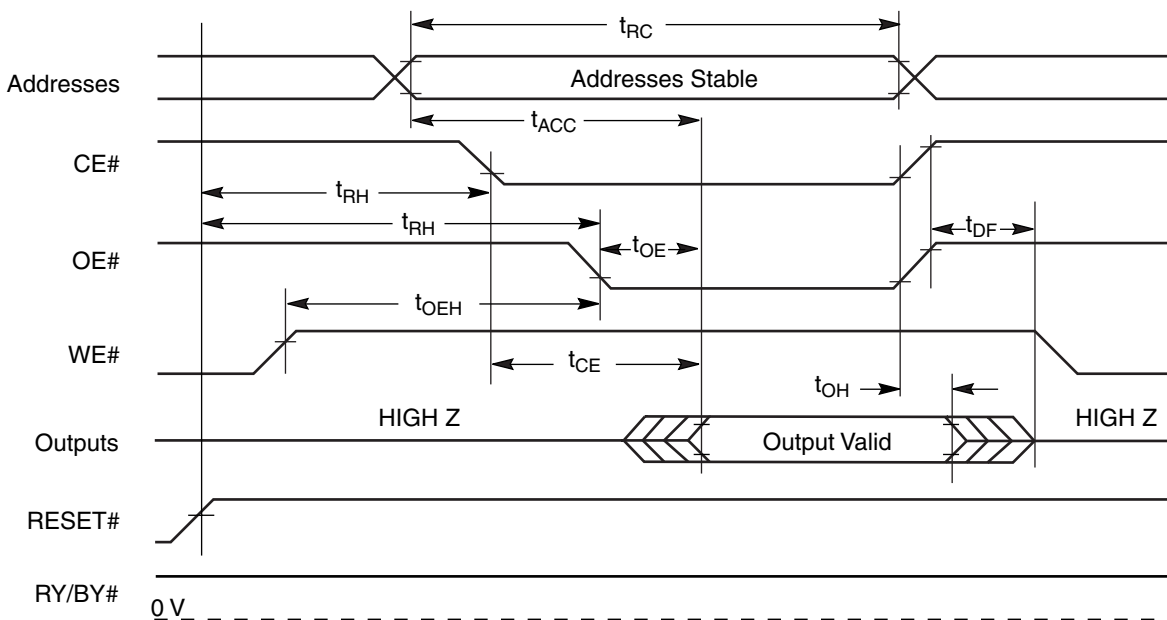 tRC
Addresses
Addresses Stable
tACC
CE#
tRH
tRH
tDF
OE#
tOE
tOEH
WE#
tCE
tOH
HIGH Z
HIGH Z
Outputs
Output Valid
RESET#
RY/BY#
0 V